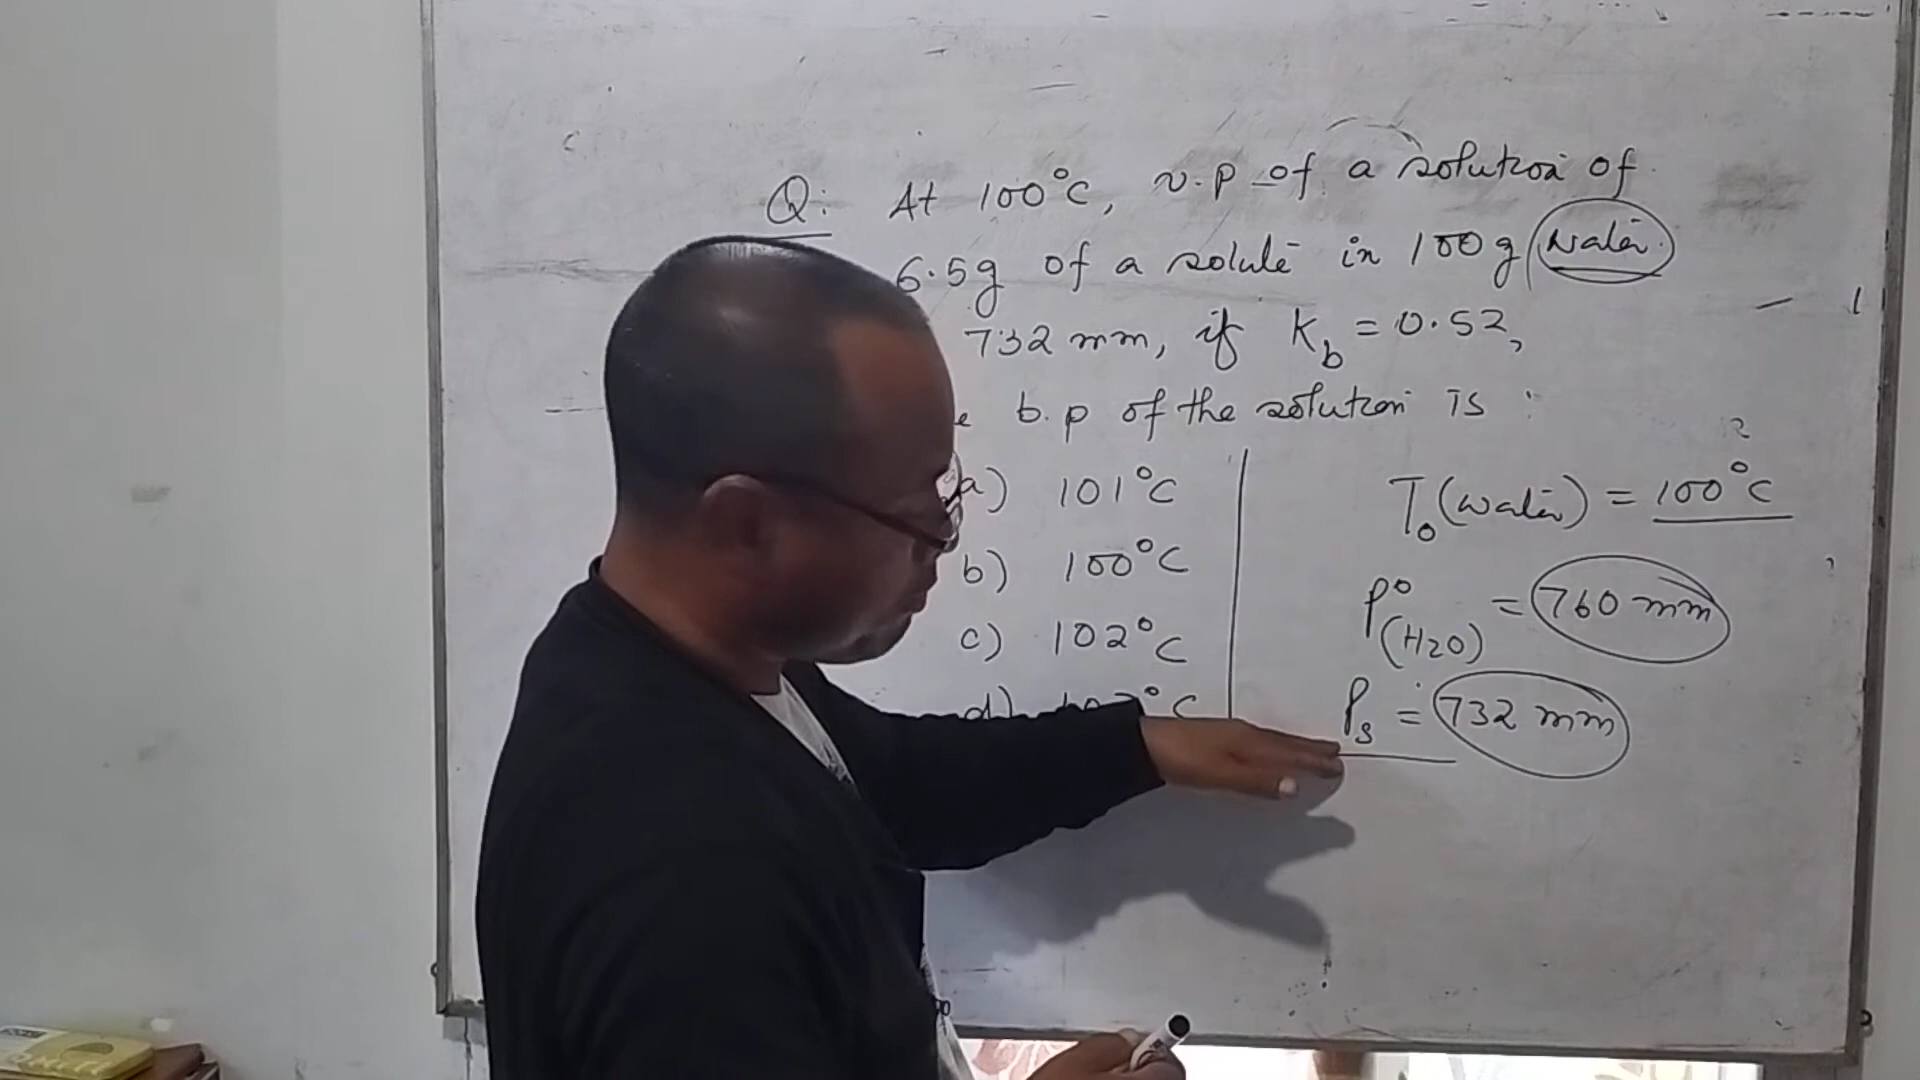 Q: At 100°C, v.p of a solution of
6.5g of a solute in 100g water
732 mm, if Kb = 0.52,
b.p of the solution is :
a) 101°C
b) 100°C
c) 102°C
d) °C
T₀(water) = 100°C
P°(H2O) = 760 mm
Ps = 732 mm